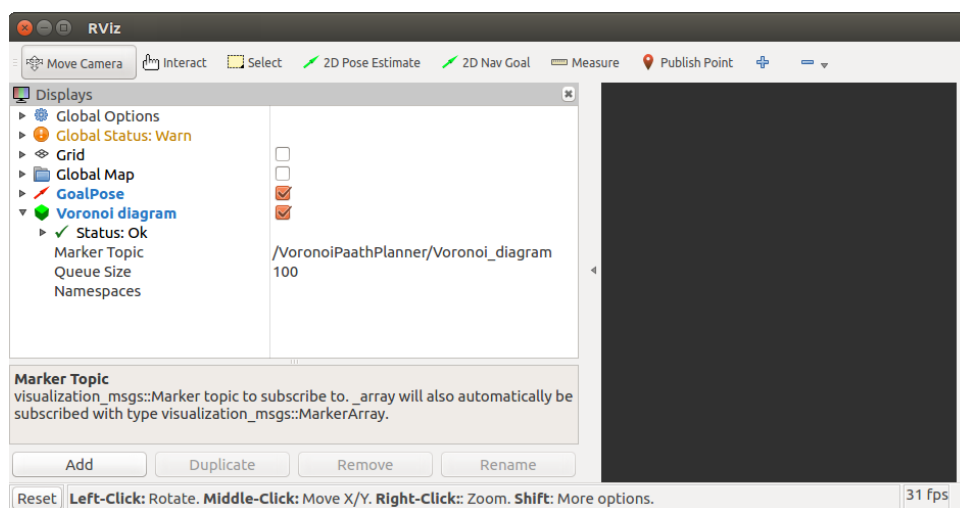 RViz
Move Camera Interact Select 2D Pose Estimate 2D Nav Goal Measure Publish Point
Displays
Global Options
Global Status: Warn
Grid
Global Map
GoalPose
Voronoi diagram
Status: Ok
Marker Topic /VoronoiPaathPlanner/Voronoi_diagram
Queue Size 100
Namespaces
Marker Topic
visualization_msgs::Marker topic to subscribe to. _array will also automatically be
subscribed with type visualization_msgs::MarkerArray.
Add Duplicate Remove Rename
Reset Left-Click: Rotate. Middle-Click: Move X/Y. Right-Click:: Zoom. Shift: More options. 31 fps